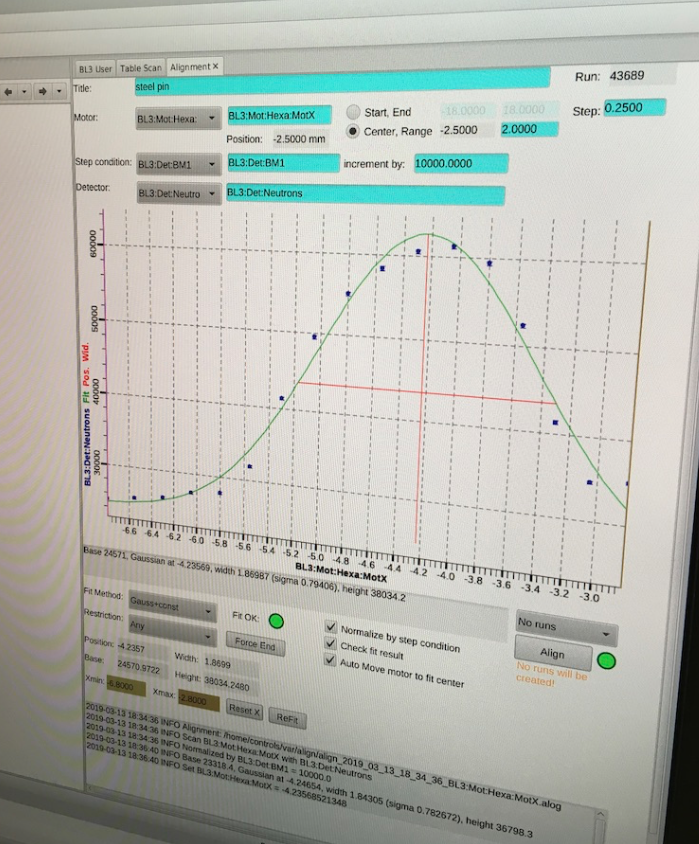 BL3 User Table Scan Alignment X
Title: steel pin Run: 43689
Motor: BL3:Mot:Hexa: BL3:Mot:Hexa:MotX Start, End -18.0000 18.0000 Step: 0.2500
Position: -2.5000 mm Center, Range -2.5000 2.0000
Step condition: BL3:Det:BM1 BL3:Det:BM1 increment by: 10000.0000
Detector: BL3:Det:Neutro BL3:Det:Neutrons
60000
50000
40000
30000
BL3:Det:Neutrons Fit Pos. Wid.
-6.6 -6.4 -6.2 -6.0 -5.8 -5.6 -5.4 -5.2 -5.0 -4.8 -4.6 -4.4 -4.2 -4.0 -3.8 -3.6 -3.4 -3.2 -3.0
BL3:Mot:Hexa:MotX
Base 24571, Gaussian at -4.23569, width 1.86987 (sigma 0.79406), height 38034.2
Fit Method: Gauss+const Fit OK: Normalize by step condition No runs
Restriction: Any Force End Check fit result Align
Auto Move motor to fit center No runs will be
created!
Position: -4.2357 Width: 1.8699
Base: 24570.9722 Height: 38034.2480
Xmin: -6.8000 Xmax: -2.8000 Reset X ReFit
2019-03-13 18:34:36 INFO Alignment: /home/controls/var/align/align_2019_03_13_18_34_36_BL3:Mot:Hexa:MotX.alog
2019-03-13 18:34:36 INFO Scan BL3:Mot:Hexa:MotX with BL3:Det:Neutrons
2019-03-13 18:34:36 INFO Normalized by BL3:Det:BM1 = 10000.0
2019-03-13 18:36:40 INFO Base 23318.4, Gaussian at -4.24654, width 1.84305 (sigma 0.782672), height 36798.3
2019-03-13 18:36:40 INFO Set BL3:Mot:Hexa:MotX = -4.23568521348